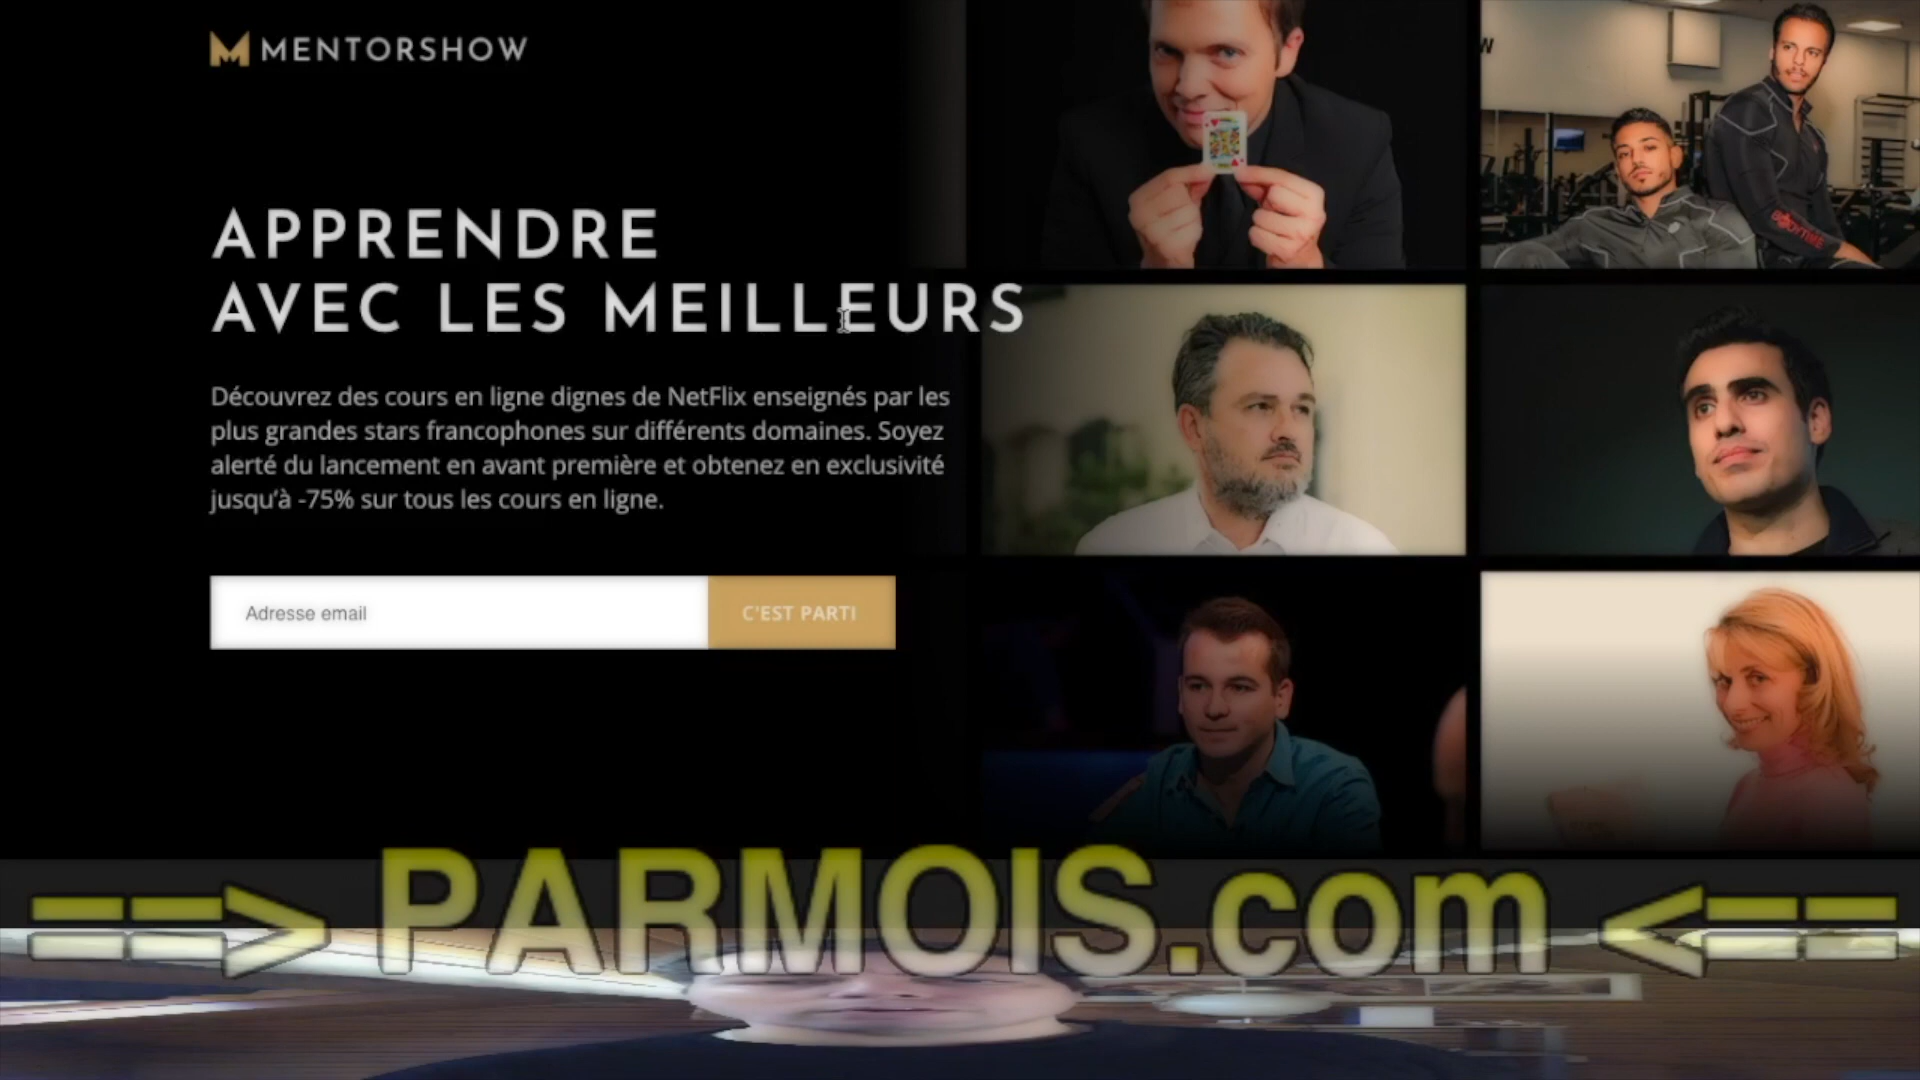 MENTORSHOW
APPRENDRE
AVEC LES MEILLEURS
Découvrez des cours en ligne dignes de NetFlix enseignés par les
plus grandes stars francophones sur différents domaines. Soyez
alerté du lancement en avant première et obtenez en exclusivité
jusqu'à -75% sur tous les cours en ligne.
Adresse email
C'EST PARTI
==> PARMOIS.com <==